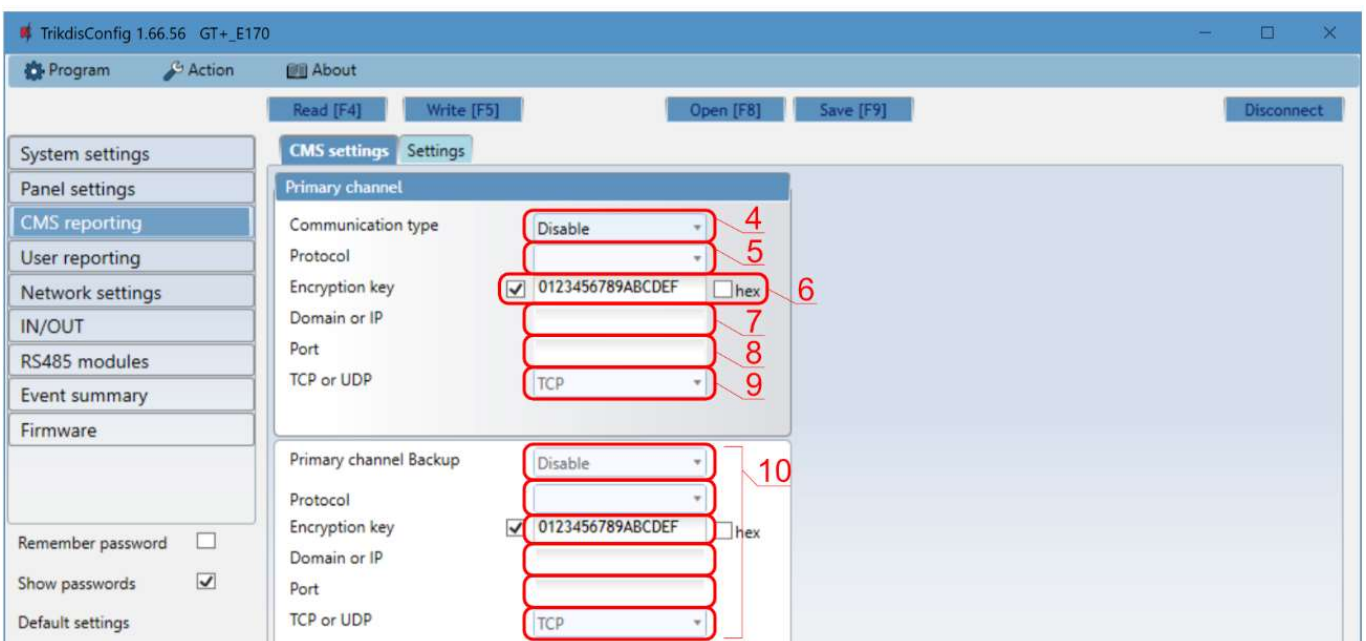 TrikdisConfig 1.66.56 GT+_E170
Program Action About
Read [F4] Write [F5] Open [F8] Save [F9] Disconnect
System settings
Panel settings
CMS reporting
User reporting
Network settings
IN/OUT
RS485 modules
Event summary
Firmware
Remember password
Show passwords
Default settings
CMS settings Settings
Primary channel
Communication type Disable 4
Protocol 5
Encryption key 0123456789ABCDEF hex 6
Domain or IP 7
Port 8
TCP or UDP TCP 9
Primary channel Backup Disable 10
Protocol
Encryption key 0123456789ABCDEF hex
Domain or IP
Port
TCP or UDP TCP